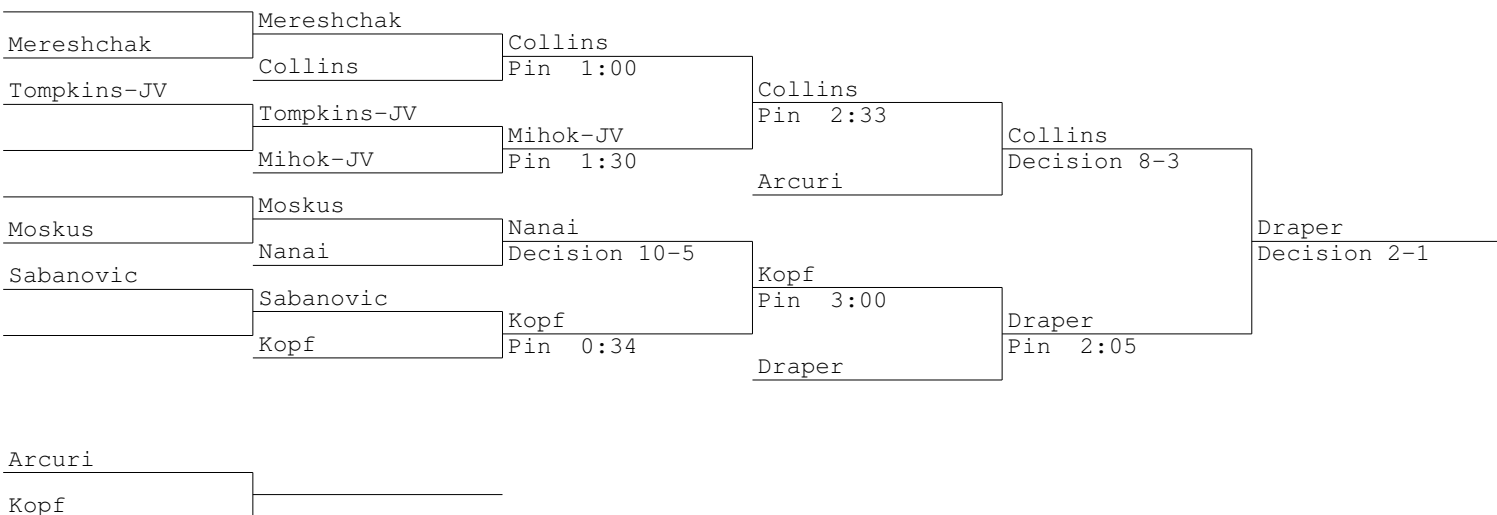 Mereshchak
Mereshchak
Collins
Collins
Pin 1:00
Tompkins-JV
Tompkins-JV
Mihok-JV
Mihok-JV
Pin 1:30
Collins
Pin 2:33
Arcuri
Collins
Decision 8-3
Moskus
Moskus
Nanai
Nanai
Decision 10-5
Sabanovic
Sabanovic
Kopf
Kopf
Pin 0:34
Kopf
Pin 3:00
Draper
Draper
Pin 2:05
Draper
Decision 2-1
Arcuri
Kopf